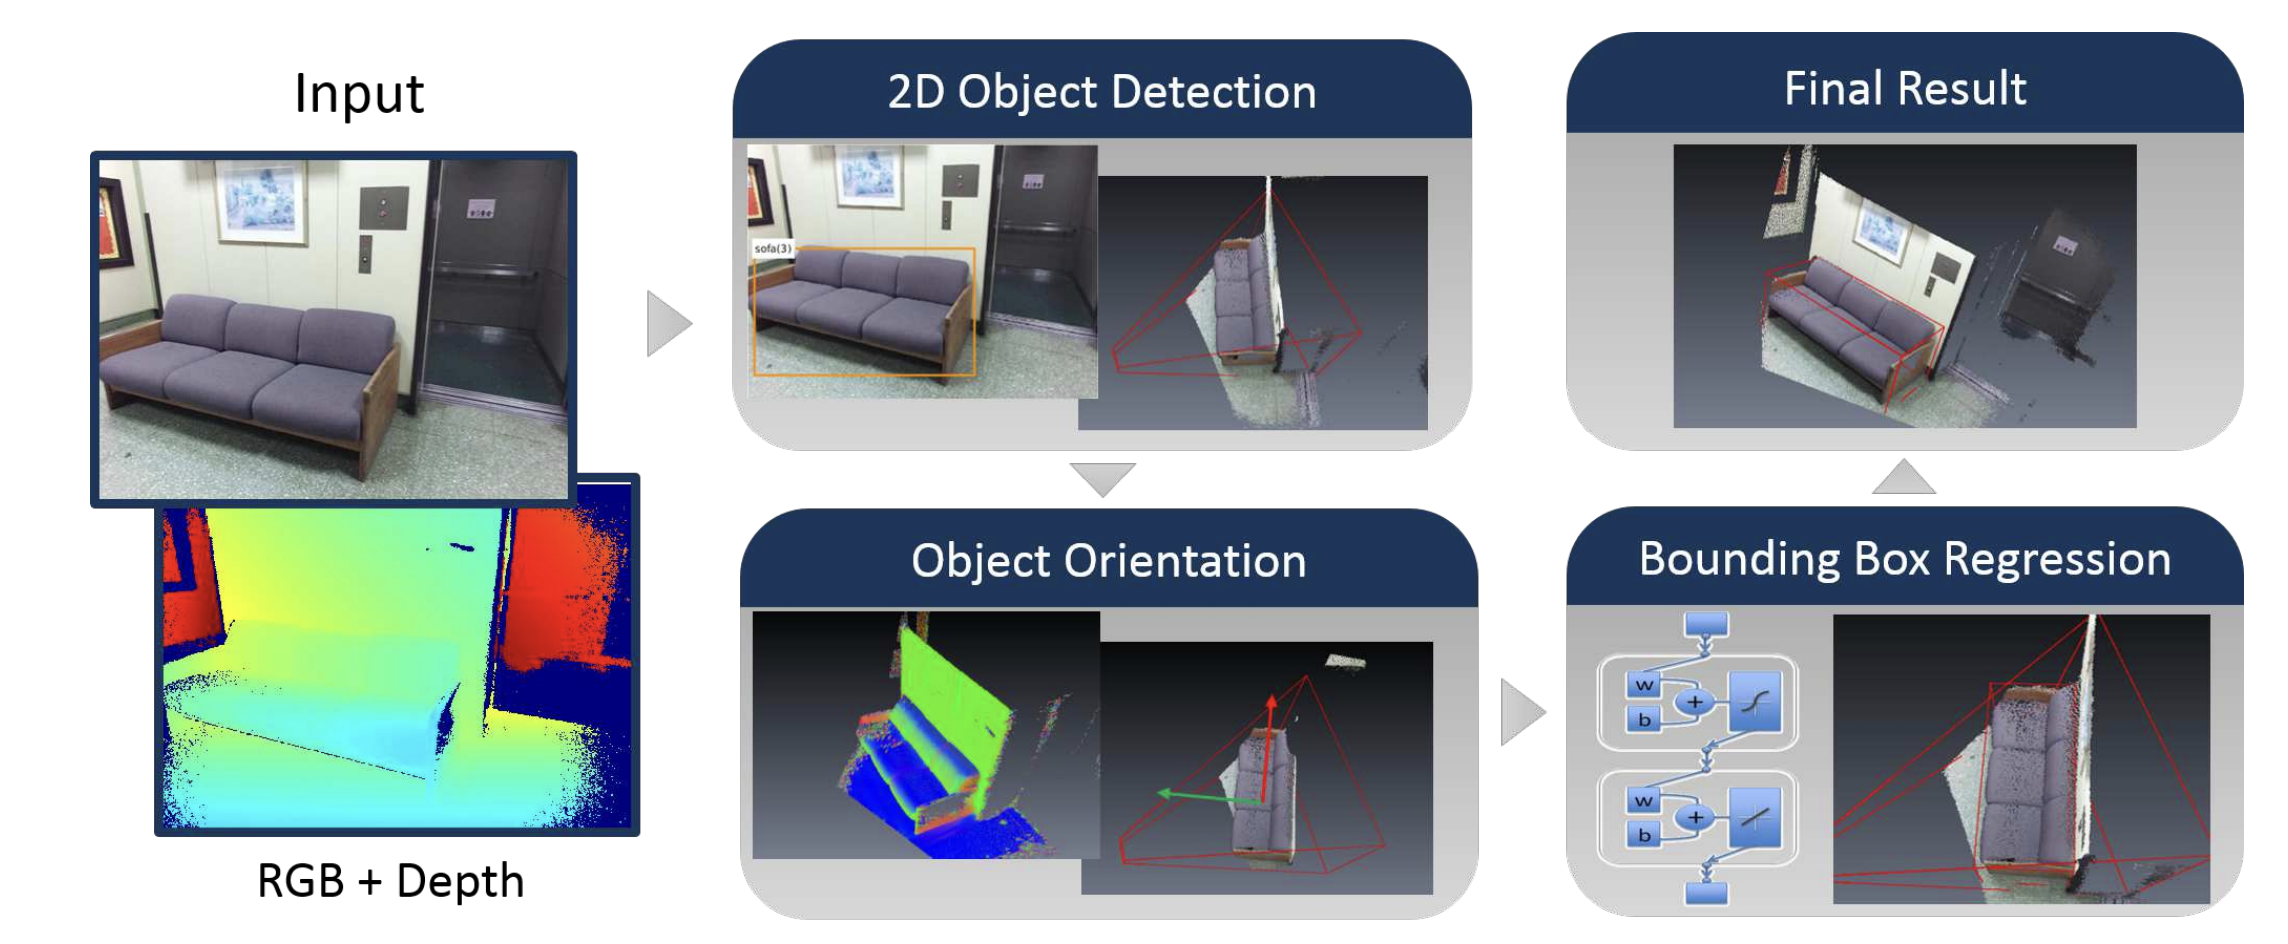 Input
RGB + Depth
2D Object Detection
sofa(3)
Object Orientation
Bounding Box Regression
w
+
b
w
+
b
Final Result